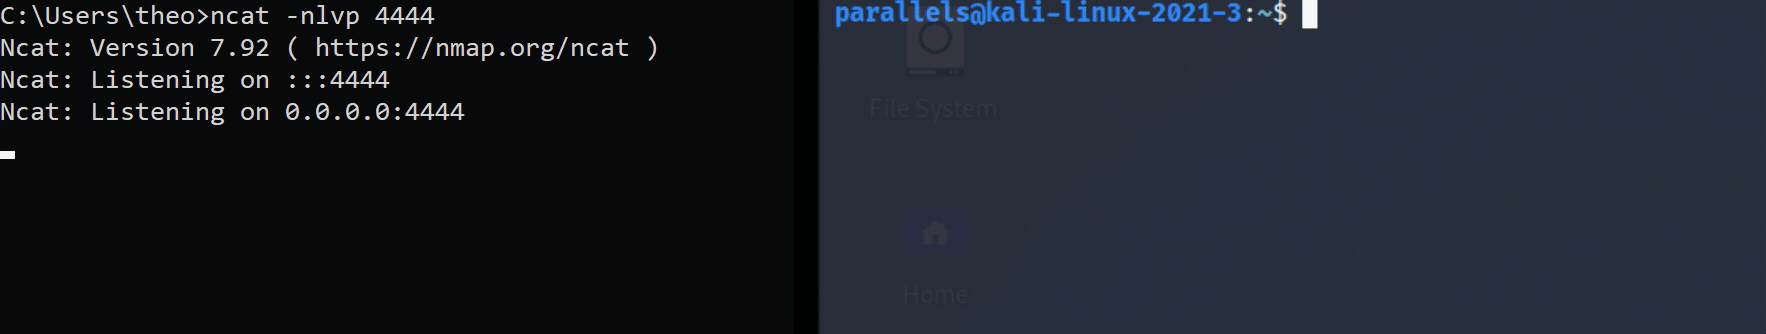 C:\Users\theo>ncat -nlvp 4444
Ncat: Version 7.92 ( https://nmap.org/ncat )
Ncat: Listening on :::4444
Ncat: Listening on 0.0.0.0:4444
parallels@kali-linux-2021-3:~$
File System
Home